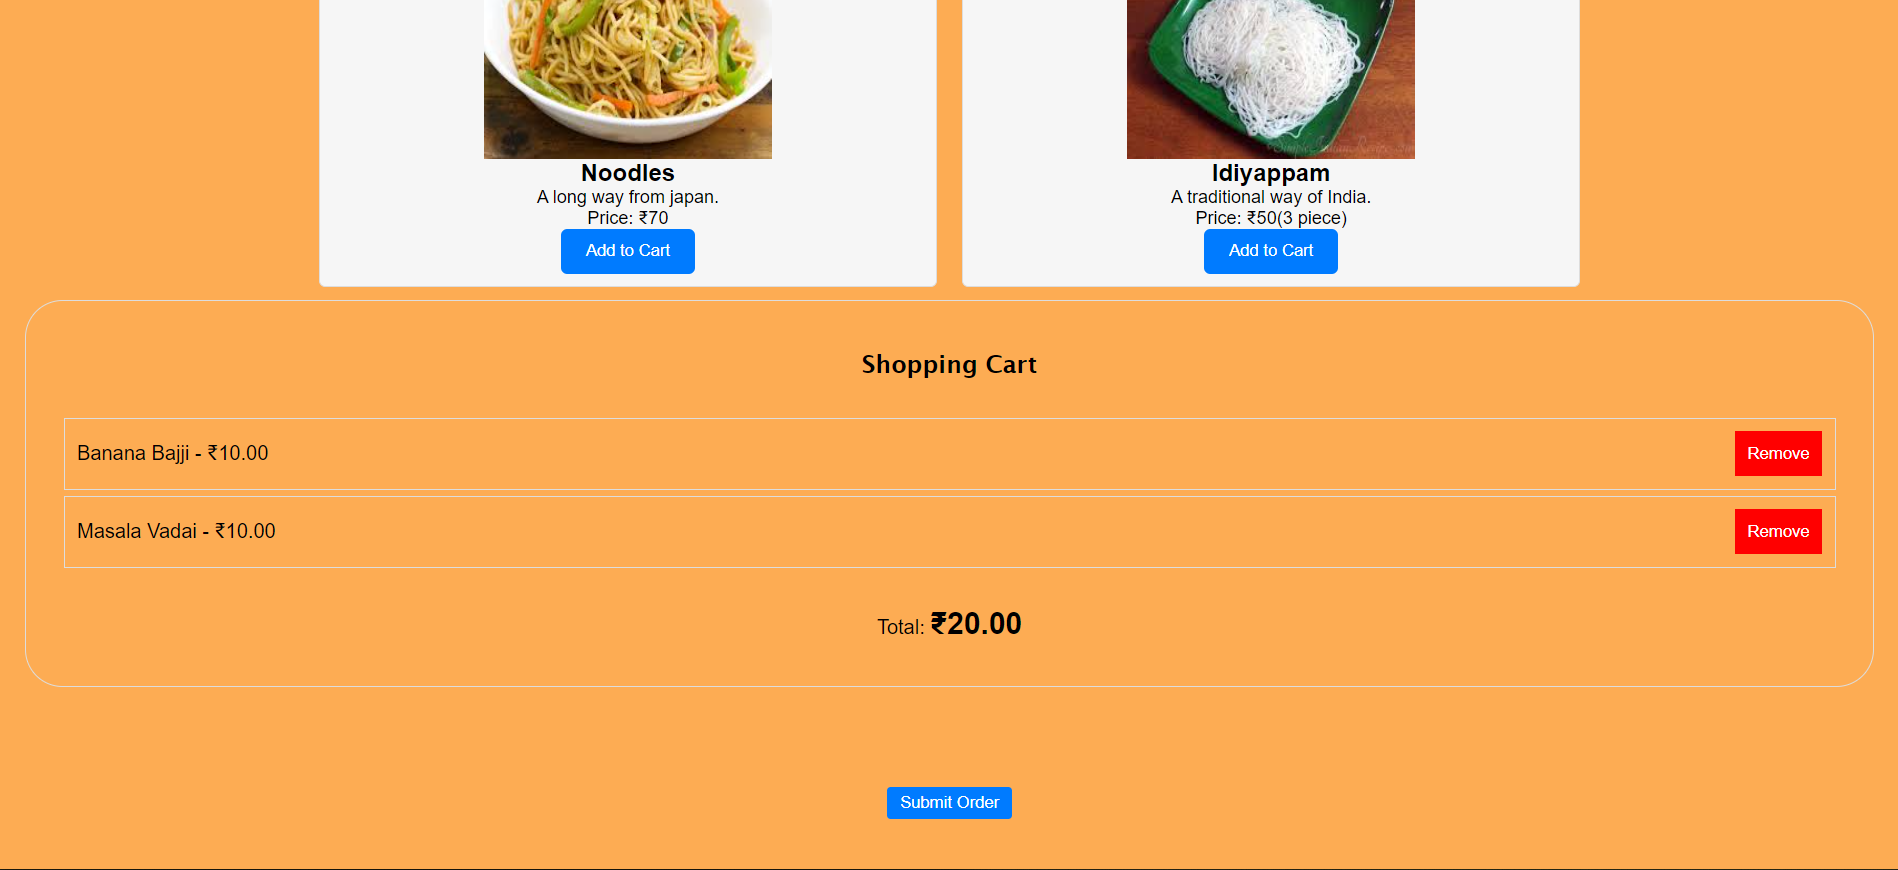 Noodles
A long way from japan.
Price: ₹70
Add to Cart
Idiyappam
A traditional way of India.
Price: ₹50(3 piece)
Add to Cart
Shopping Cart
Banana Bajji - ₹10.00
Remove
Masala Vadai - ₹10.00
Remove
Total: ₹20.00
Submit Order